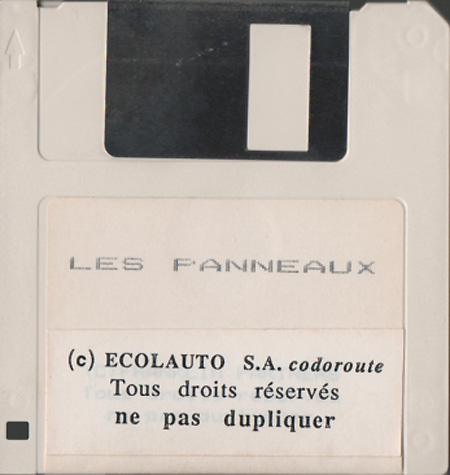 LES PANNEAUX
(c) ECOLAUTO S.A. codoroute
Tous droits réservés
ne pas dupliquer